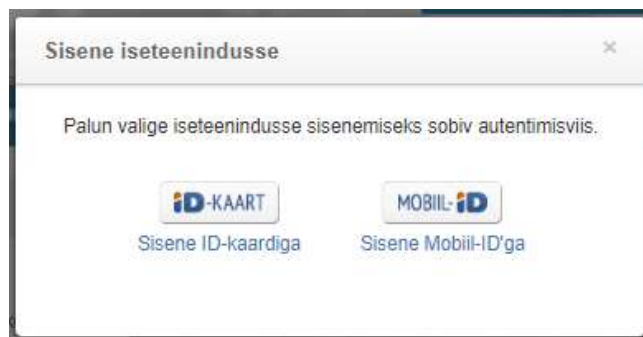 Sisene iseteenindusse ×
Palun valige iseteenindusse sisenemiseks sobiv autentimisviis.
iD-KAART MOBIIL-iD
Sisene ID-kaardiga Sisene Mobiil-ID'ga